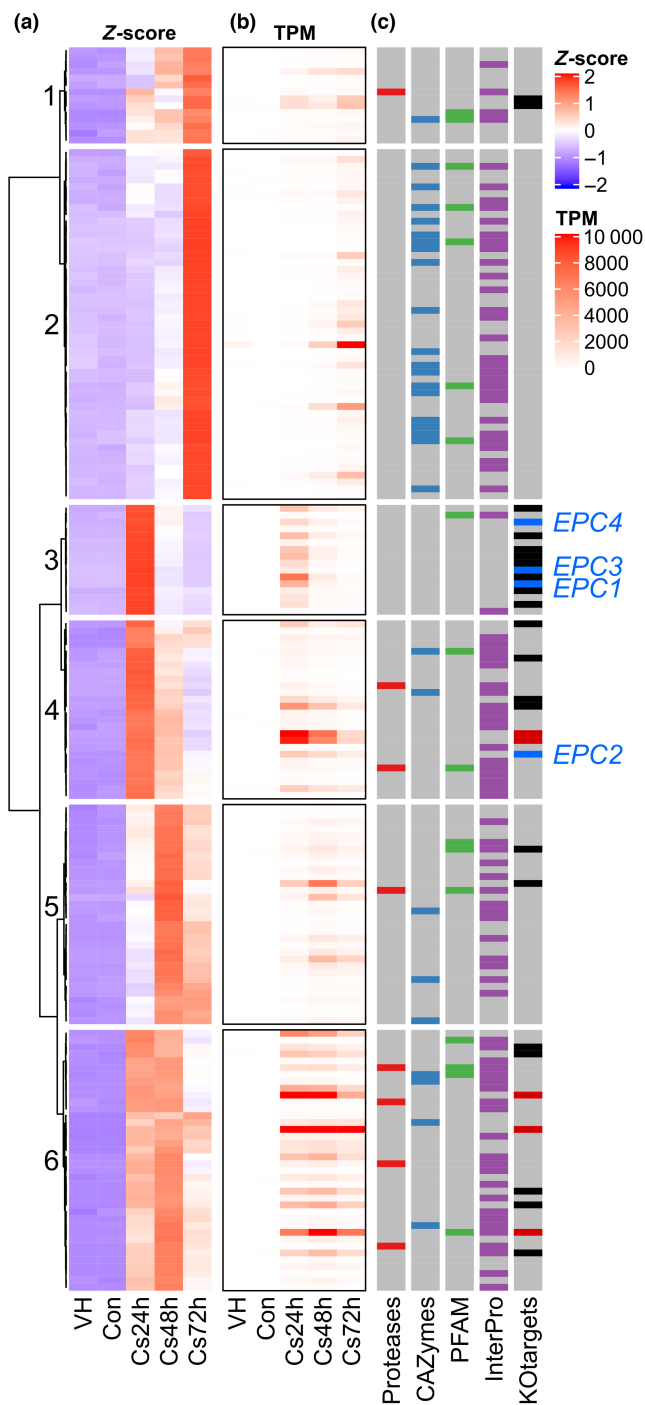 (a)
Z-score
(b)
TPM
(c)
Z-score
2
1
0
−1
−2
TPM
10 000
8000
6000
4000
2000
0
1
2
3
4
5
6
EPC4
EPC3
EPC1
EPC2
VH
Con
Cs24h
Cs48h
Cs72h
VH
Con
Cs24h
Cs48h
Cs72h
Proteases
CAZymes
PFAM
InterPro
KOtargets